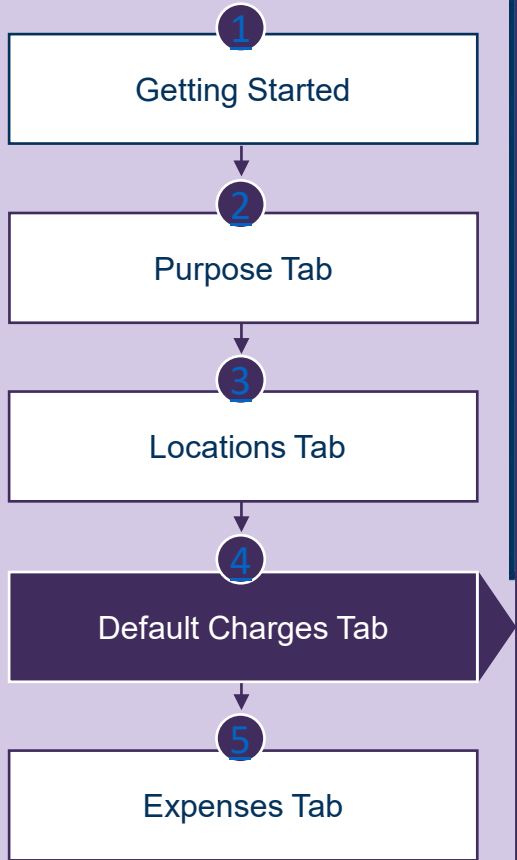 1
Getting Started
2
Purpose Tab
3
Locations Tab
4
Default Charges Tab
5
Expenses Tab